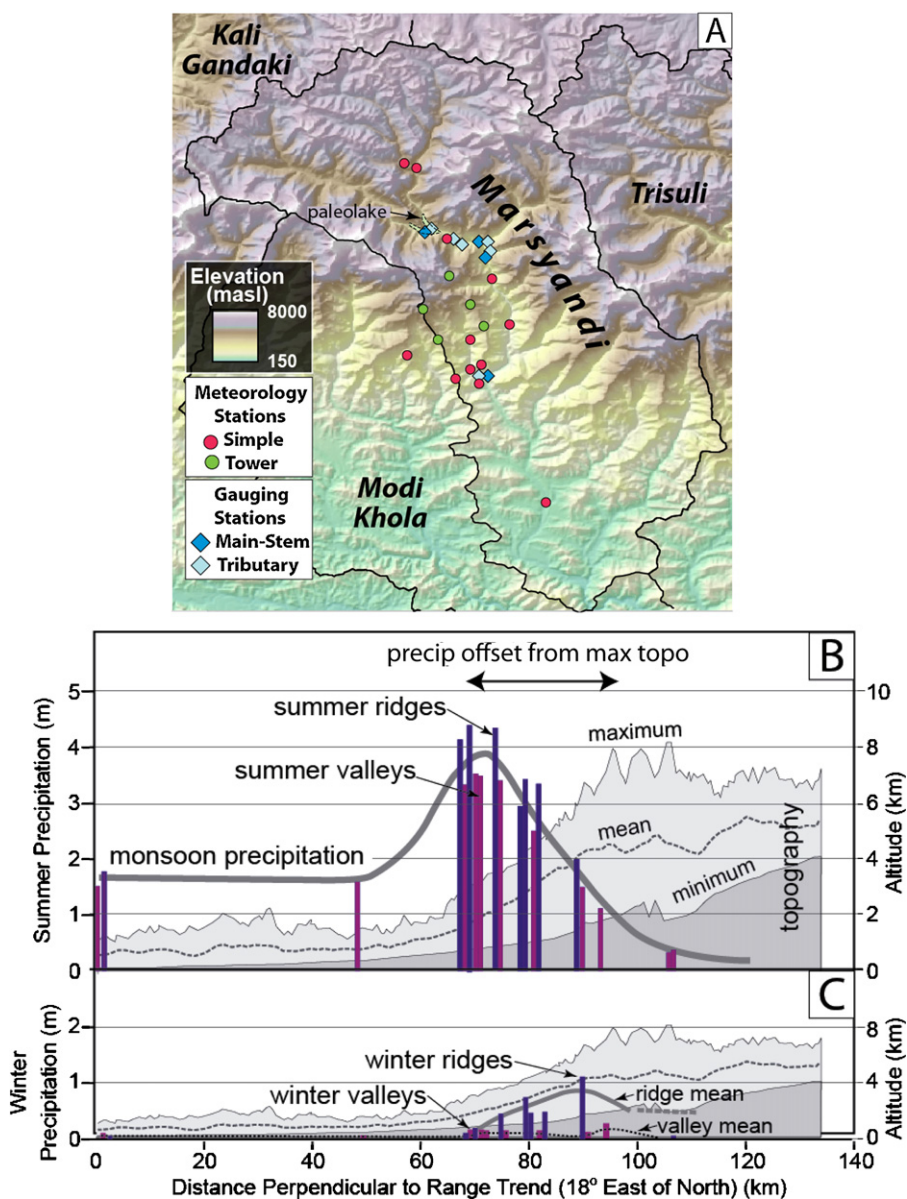 A
Kali
Gandaki
Marsyandi
Trisuli
paleolake
Elevation
(masl)
8000
150
Meteorology
Stations
Simple
Tower
Gauging
Stations
Main-Stem
Tributary
Modi
Khola
B
precip offset from max topo
Summer Precipitation (m)
5
4
3
2
1
0
summer ridges
summer valleys
monsoon precipitation
maximum
mean
minimum
topography
Altitude (km)
10
8
6
4
2
0
C
Winter
Precipitation (m)
2
1
0
winter ridges
winter valleys
ridge mean
valley mean
Altitude (km)
8
4
0
0 20 40 60 80 100 120 140
Distance Perpendicular to Range Trend (18° East of North) (km)